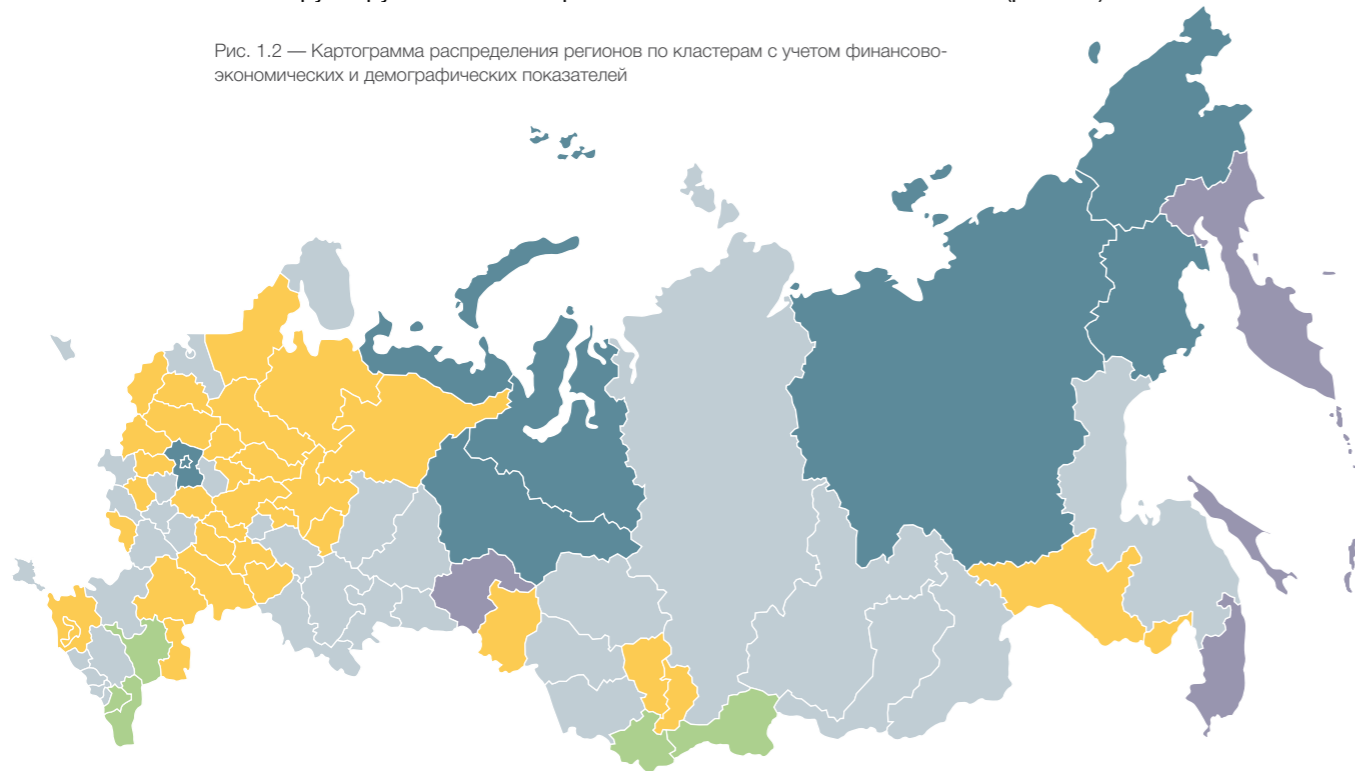 Рис. 1.2 — Картограмма распределения регионов по кластерам с учетом финансово-
экономических и демографических показателей